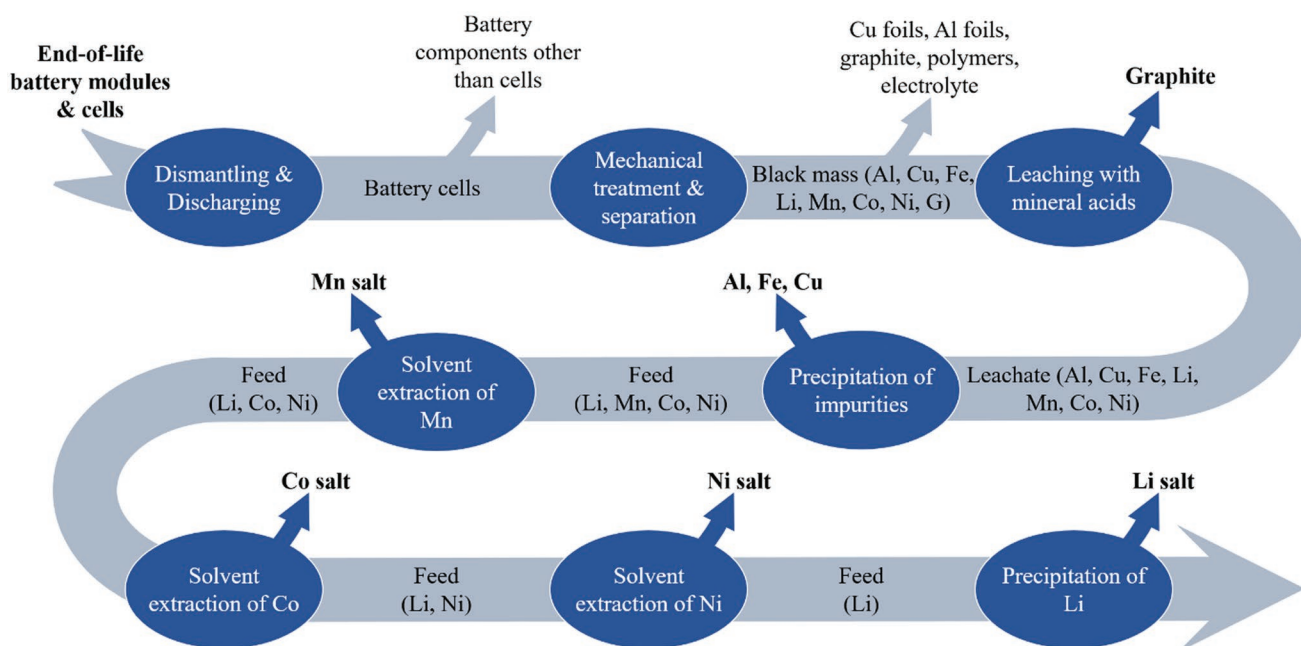 End-of-life
battery modules
& cells
Battery
components other
than cells
Cu foils, Al foils,
graphite, polymers,
electrolyte
Graphite
Dismantling &
Discharging
Battery cells
Mechanical
treatment &
separation
Black mass (Al, Cu, Fe,
Li, Mn, Co, Ni, G)
Leaching with
mineral acids
Mn salt
Al, Fe, Cu
Feed
(Li, Co, Ni)
Solvent
extraction of
Mn
Feed
(Li, Mn, Co, Ni)
Precipitation of
impurities
Leachate (Al, Cu, Fe, Li,
Mn, Co, Ni)
Co salt
Ni salt
Li salt
Solvent
extraction of Co
Feed
(Li, Ni)
Solvent
extraction of Ni
Feed
(Li)
Precipitation of
Li